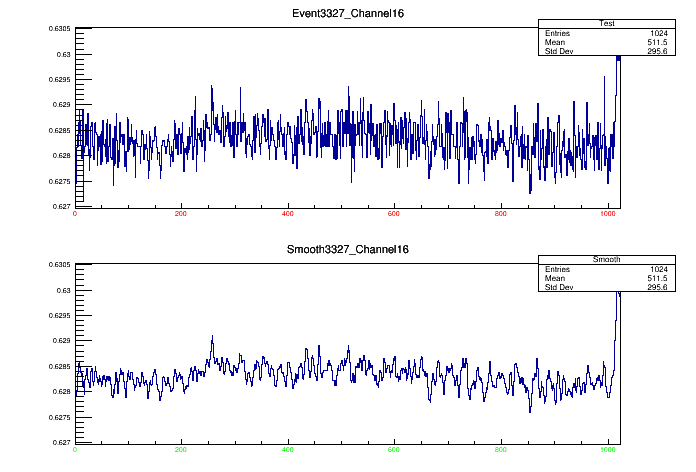 Event3327_Channel16
Test
Entries 1024
Mean 511.5
Std Dev 295.6
0.6305
0.63
0.6295
0.629
0.6285
0.628
0.6275
0.627
0 200 400 600 800 1000
Smooth3327_Channel16
Smooth
Entries 1024
Mean 511.5
Std Dev 295.6
0.6305
0.63
0.6295
0.629
0.6285
0.628
0.6275
0.627
0 200 400 600 800 1000